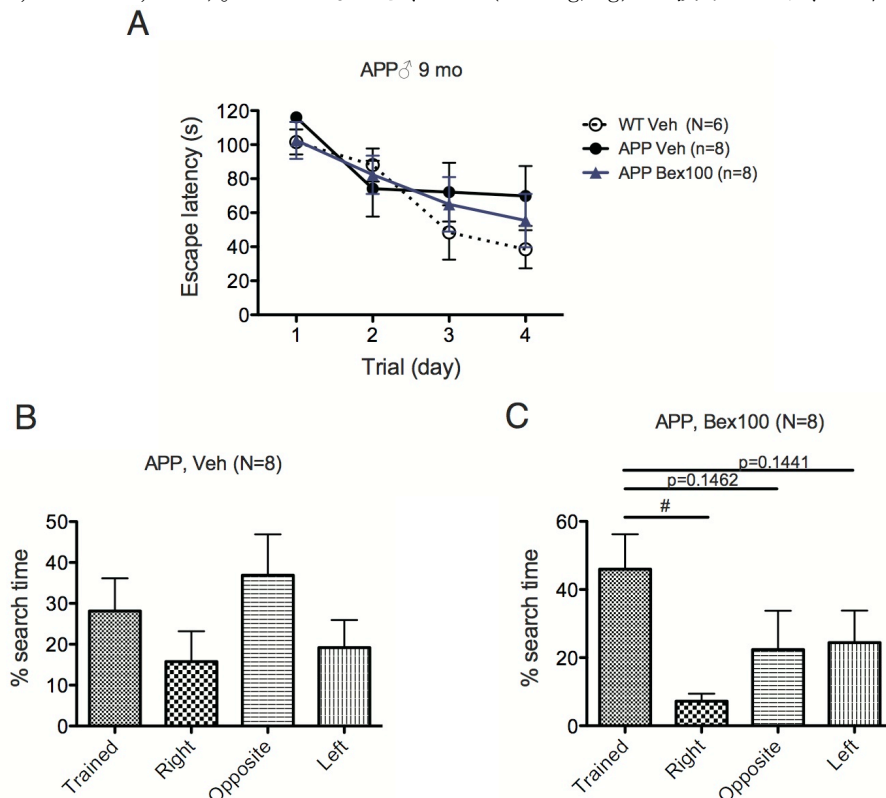 A
APP♂ 9 mo
Escape latency (s)
120
100
80
60
40
20
0
1 2 3 4
Trial (day)
WT Veh (N=6)
APP Veh (n=8)
APP Bex100 (n=8)
B
APP, Veh (N=8)
% search time
50
40
30
20
10
0
Trained Right Opposite Left
C
APP, Bex100 (N=8)
p=0.1441
p=0.1462
#
% search time
60
40
20
0
Trained Right Opposite Left